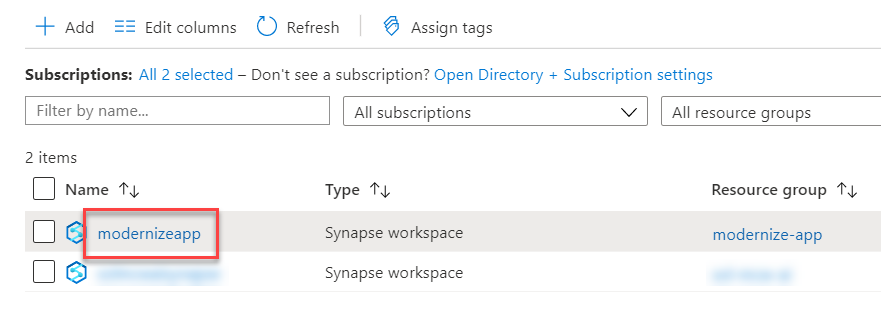 Add Edit columns Refresh Assign tags
Subscriptions: All 2 selected – Don't see a subscription? Open Directory + Subscription settings
Filter by name... All subscriptions All resource groups
2 items
Name Type Resource group
modernizeapp Synapse workspace modernize-app
Synapse workspace